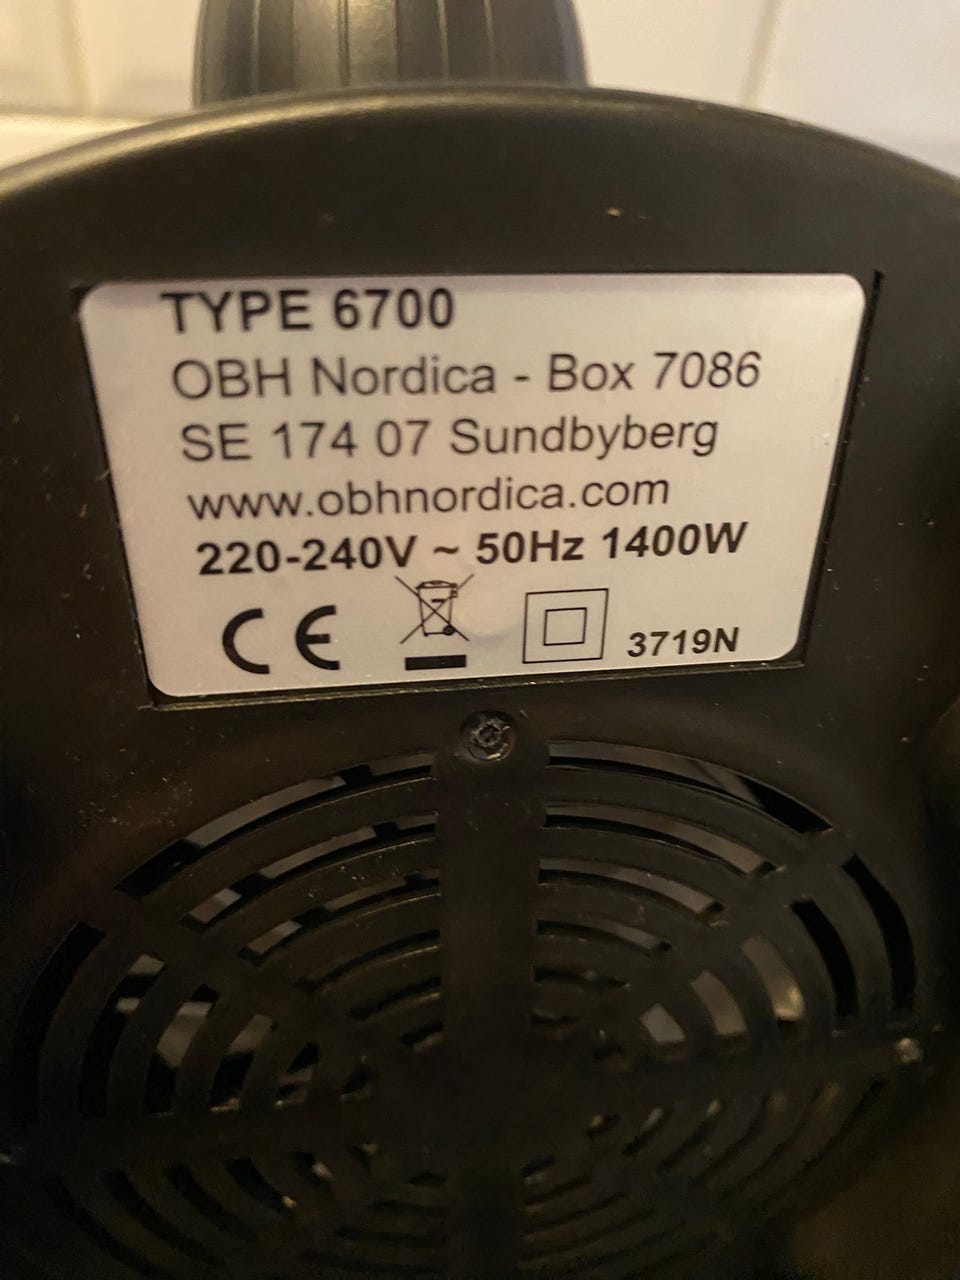 TYPE 6700
OBH Nordica - Box 7086
SE 174 07 Sundbyberg
www.obhnordica.com
220-240V ~ 50Hz 1400W
CE 3719N